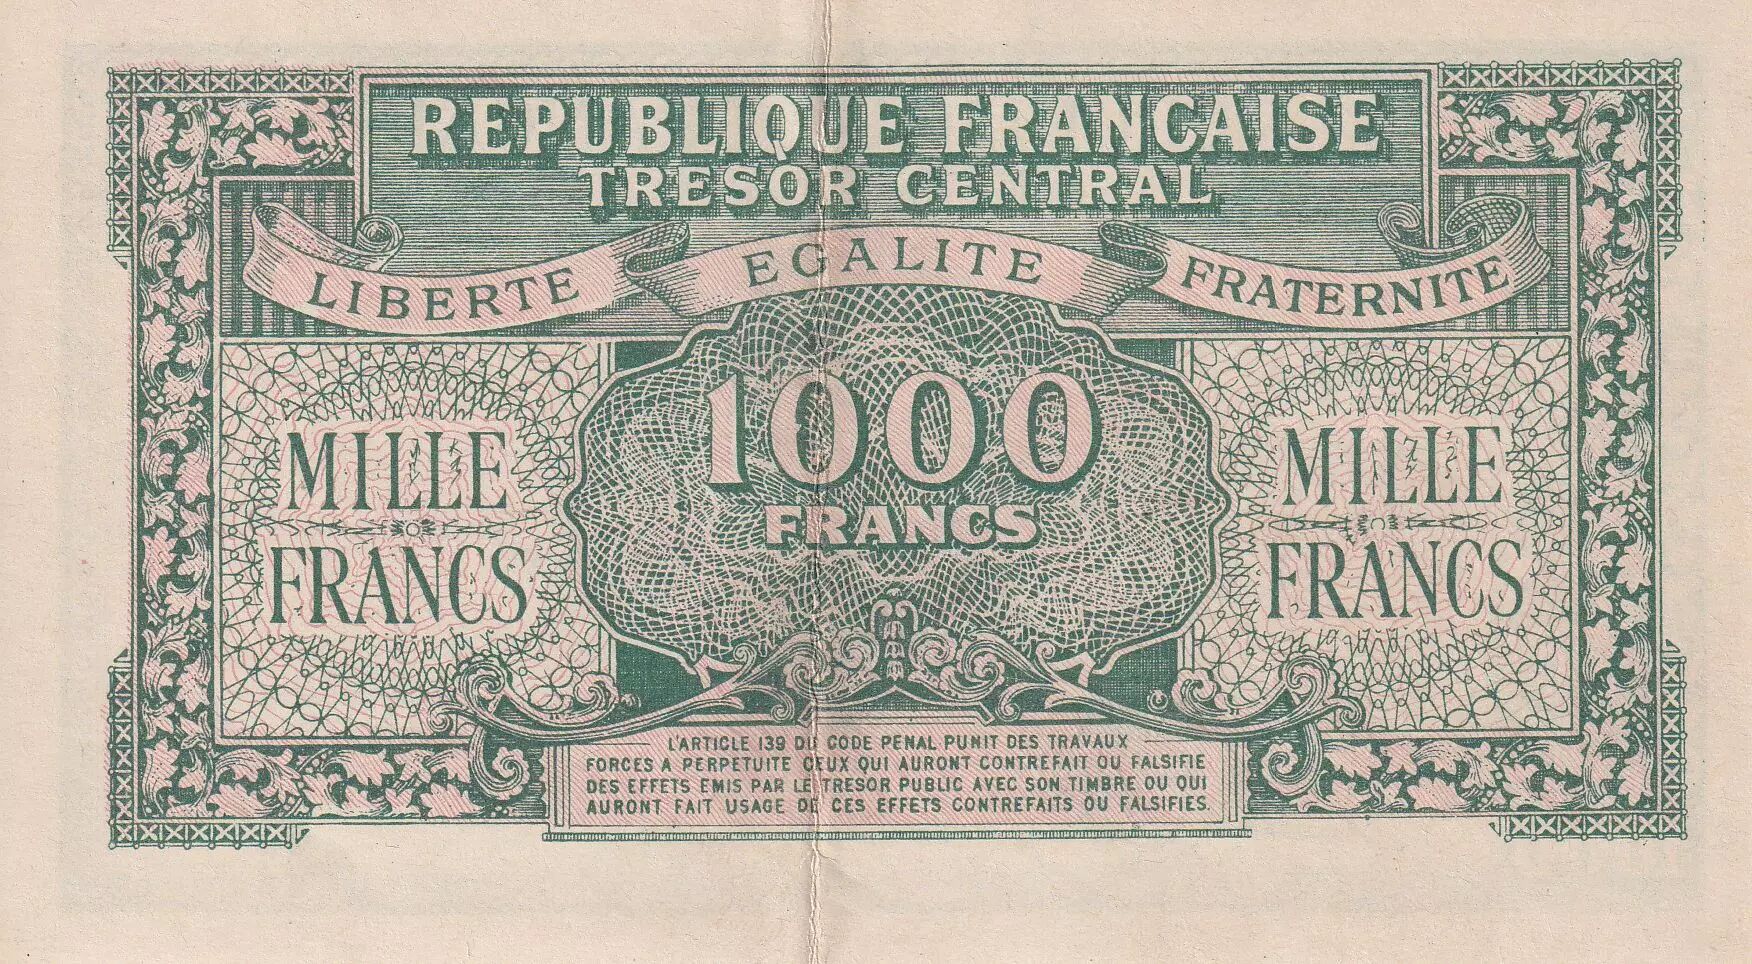 REPUBLIQUE FRANCAISE
TRESOR CENTRAL
LIBERTE EGALITE FRATERNITE
1000
FRANCS
MILLE
FRANCS
MILLE
FRANCS
L'ARTICLE 139 DU CODE PENAL PUNIT DES TRAVAUX
FORCES A PERPETUITE CEUX QUI AURONT CONTREFAIT OU FALSIFIE
DES EFFETS EMIS PAR LE TRESOR PUBLIC AVEC SON TIMBRE OU QUI
AURONT FAIT USAGE DE CES EFFETS CONTREFAITS OU FALSIFIES.